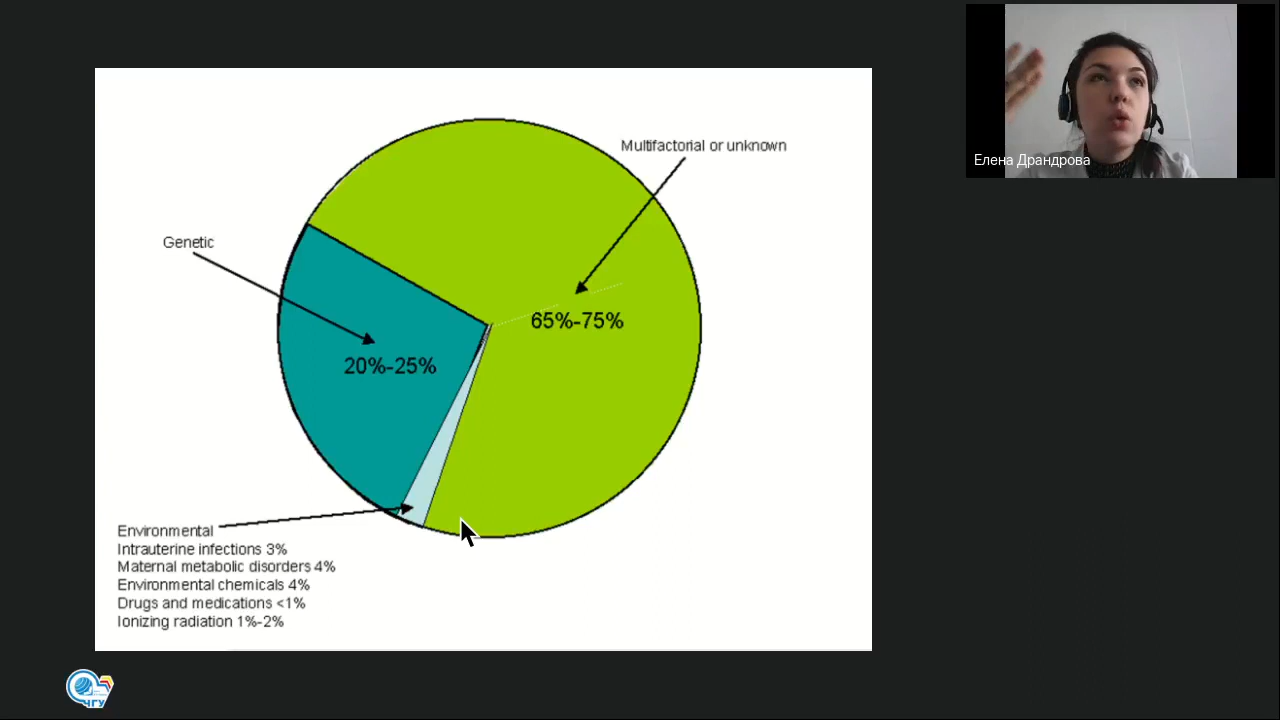 Елена Драндрова
Multifactorial or unknown
Genetic
65%-75%
20%-25%
Environmental
Intrauterine infections 3%
Maternal metabolic disorders 4%
Environmental chemicals 4%
Drugs and medications <1%
Ionizing radiation 1%-2%
ЧГУ